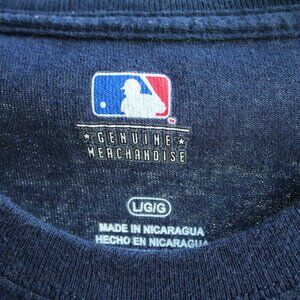 GENUINE
MERCHANDISE
L/G/G
MADE IN NICARAGUA
HECHO EN NICARAGUA